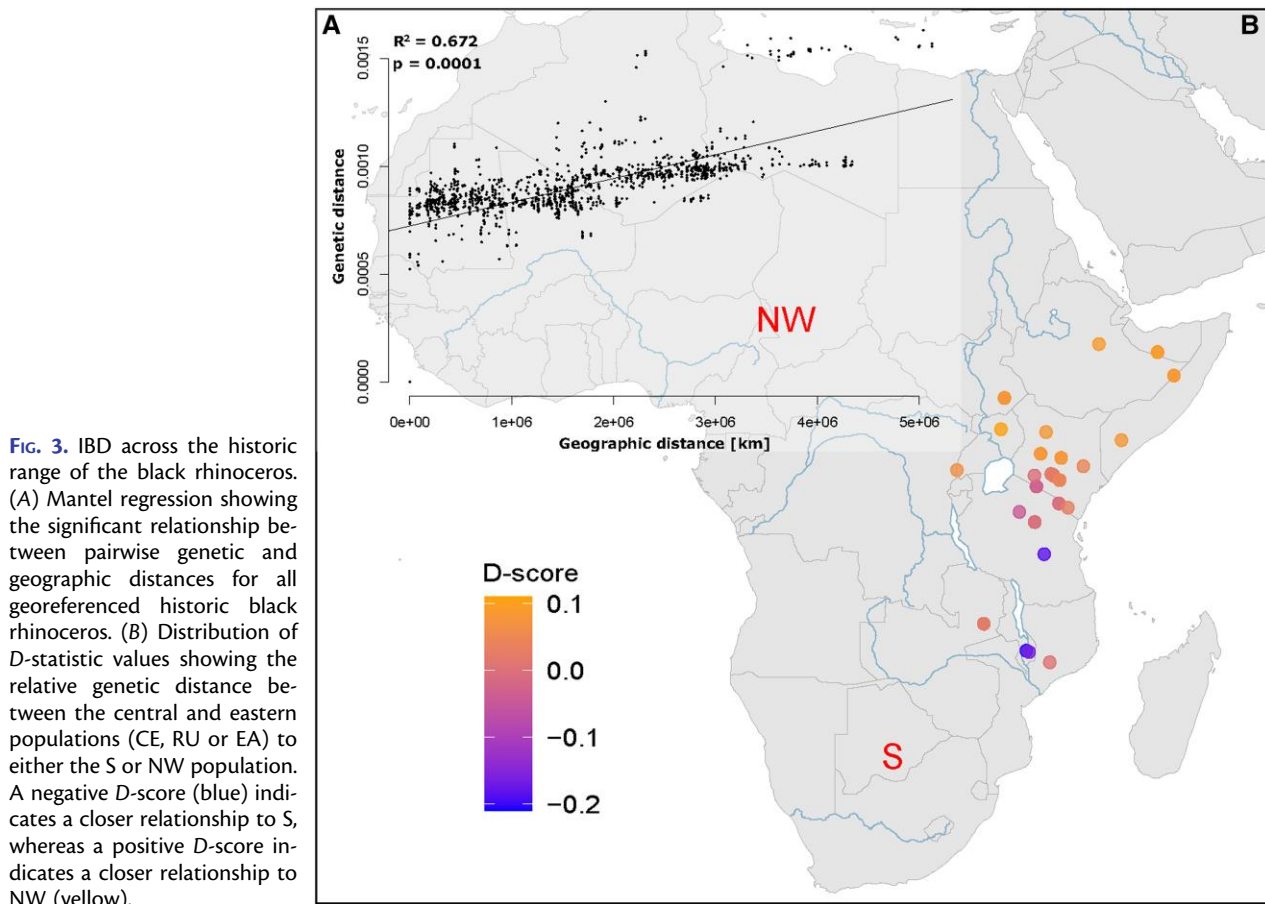 FIG. 3. IBD across the historic
range of the black rhinoceros.
(A) Mantel regression showing
the significant relationship be-
tween pairwise genetic and
geographic distances for all
georeferenced historic black
rhinoceros. (B) Distribution of
D-statistic values showing the
relative genetic distance be-
tween the central and eastern
populations (CE, RU or EA) to
either the S or NW population.
A negative D-score (blue) indi-
cates a closer relationship to S,
whereas a positive D-score in-
dicates a closer relationship to
NW (yellow).
A
B
R² = 0.672
p = 0.0001
Genetic distance
0.0015
0.0010
0.0005
0.0000
0e+00 1e+06 2e+06 3e+06 4e+06 5e+06
Geographic distance [km]
NW
S
D-score
0.1
0.0
−0.1
−0.2